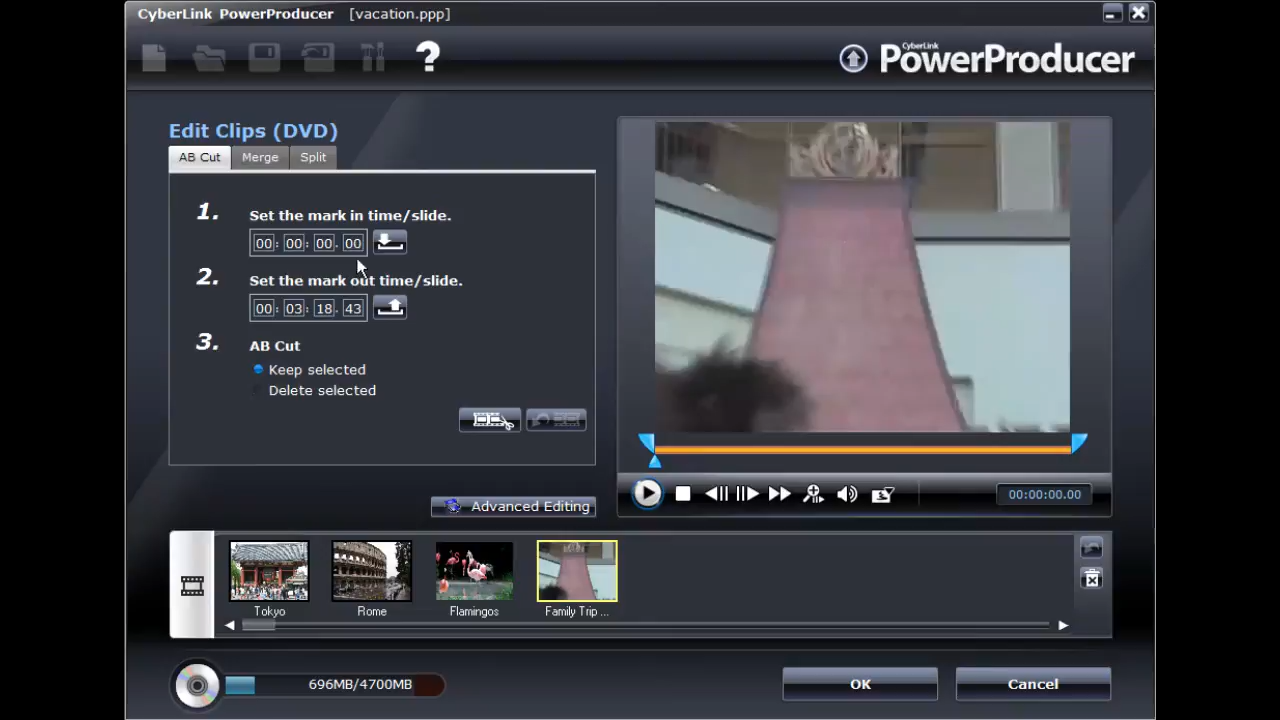 CyberLink PowerProducer [vacation.ppp]
?
CyberLink
PowerProducer
Edit Clips (DVD)
AB Cut Merge Split
1. Set the mark in time/slide.
00: 00: 00. 00
2. Set the mark out time/slide.
00: 03: 18. 43
3. AB Cut
Keep selected
Delete selected
Advanced Editing
00:00:00.00
Tokyo Rome Flamingos Family Trip ...
696MB/4700MB
OK Cancel